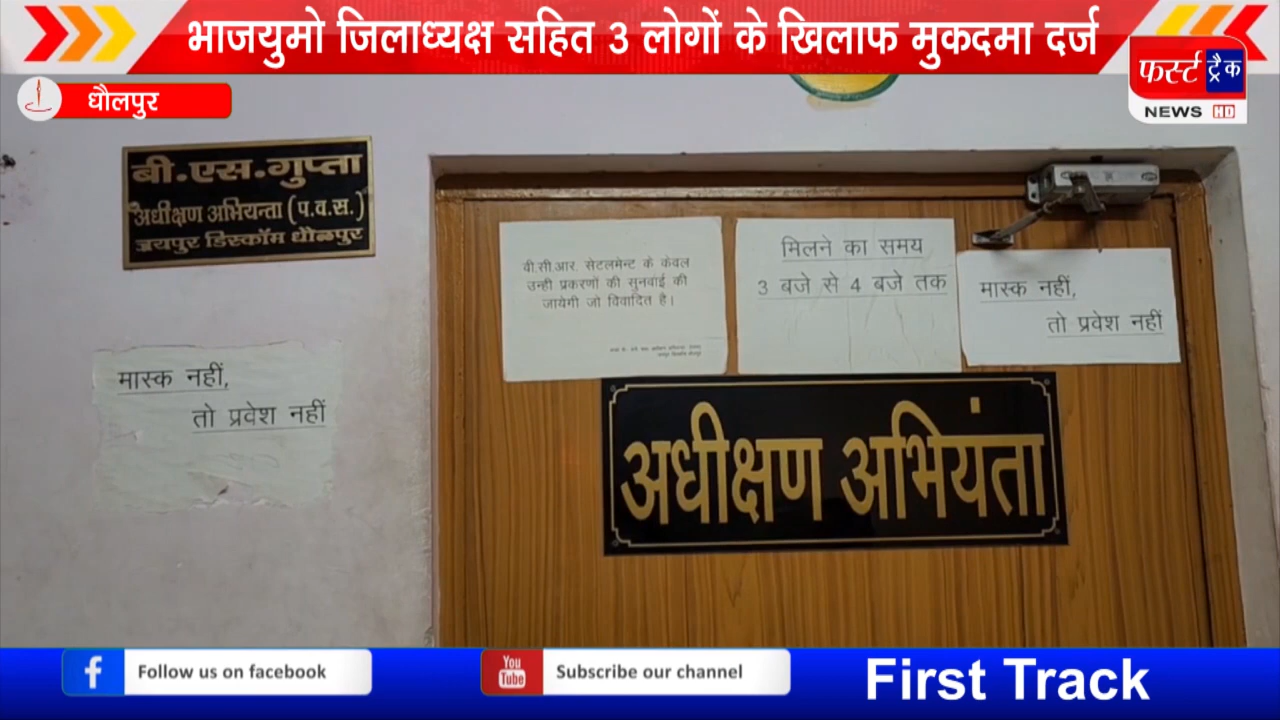 भाजयुमो जिलाध्यक्ष सहित 3 लोगों के खिलाफ मुकदमा दर्ज
फर्स्ट ट्रैक
NEWS HD
धौलपुर
बी.एस.गुप्ता
अधीक्षण अभियन्ता (प.व.स.)
जयपुर डिस्कॉम धौलपुर
वी.सी.आर. सेटलमेन्ट के केवल
उन्ही प्रकरणों की सुनवाई की
जायेगी जो विवादित है।
मिलने का समय
3 बजे से 4 बजे तक
मास्क नहीं,
तो प्रवेश नहीं
मास्क नहीं,
तो प्रवेश नहीं
अधीक्षण अभियंता
Follow us on facebook
You
Tube
Subscribe our channel
First Track